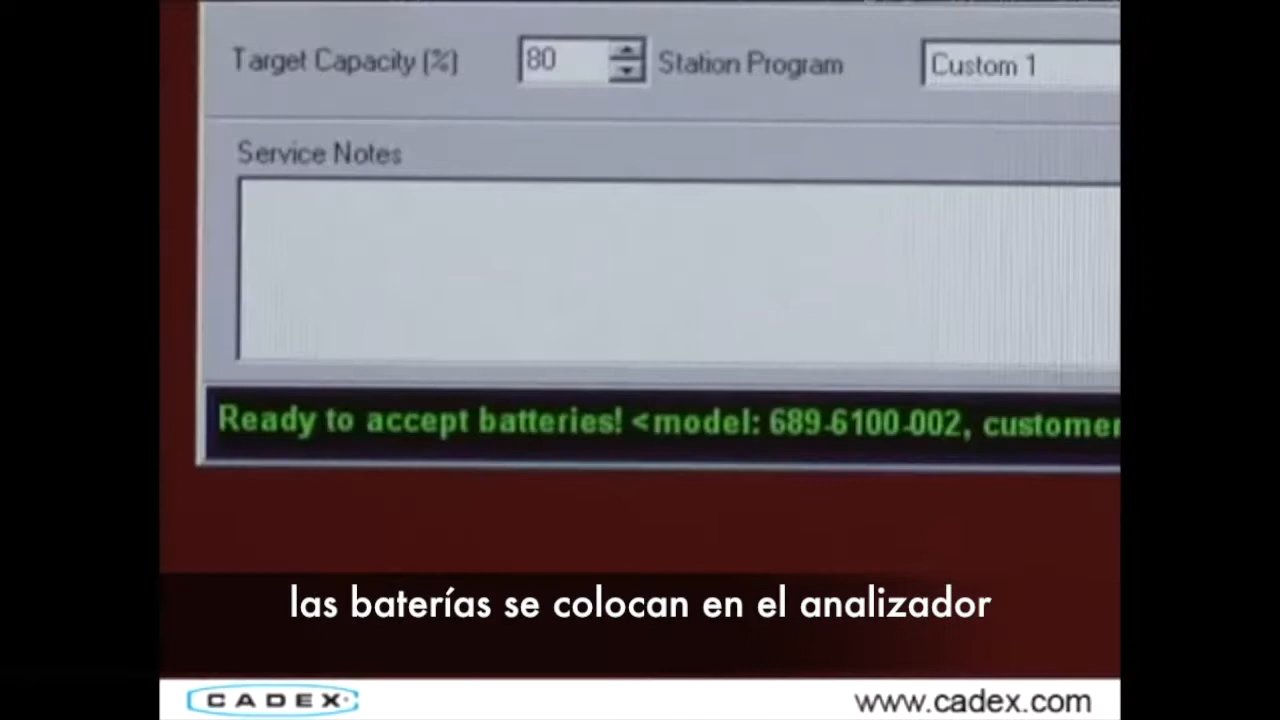 Target Capacity (%) 80 Station Program Custom 1
Service Notes
Ready to accept batteries! <model: 689-6100-002, customer
las baterías se colocan en el analizador
CADEX
www.cadex.com